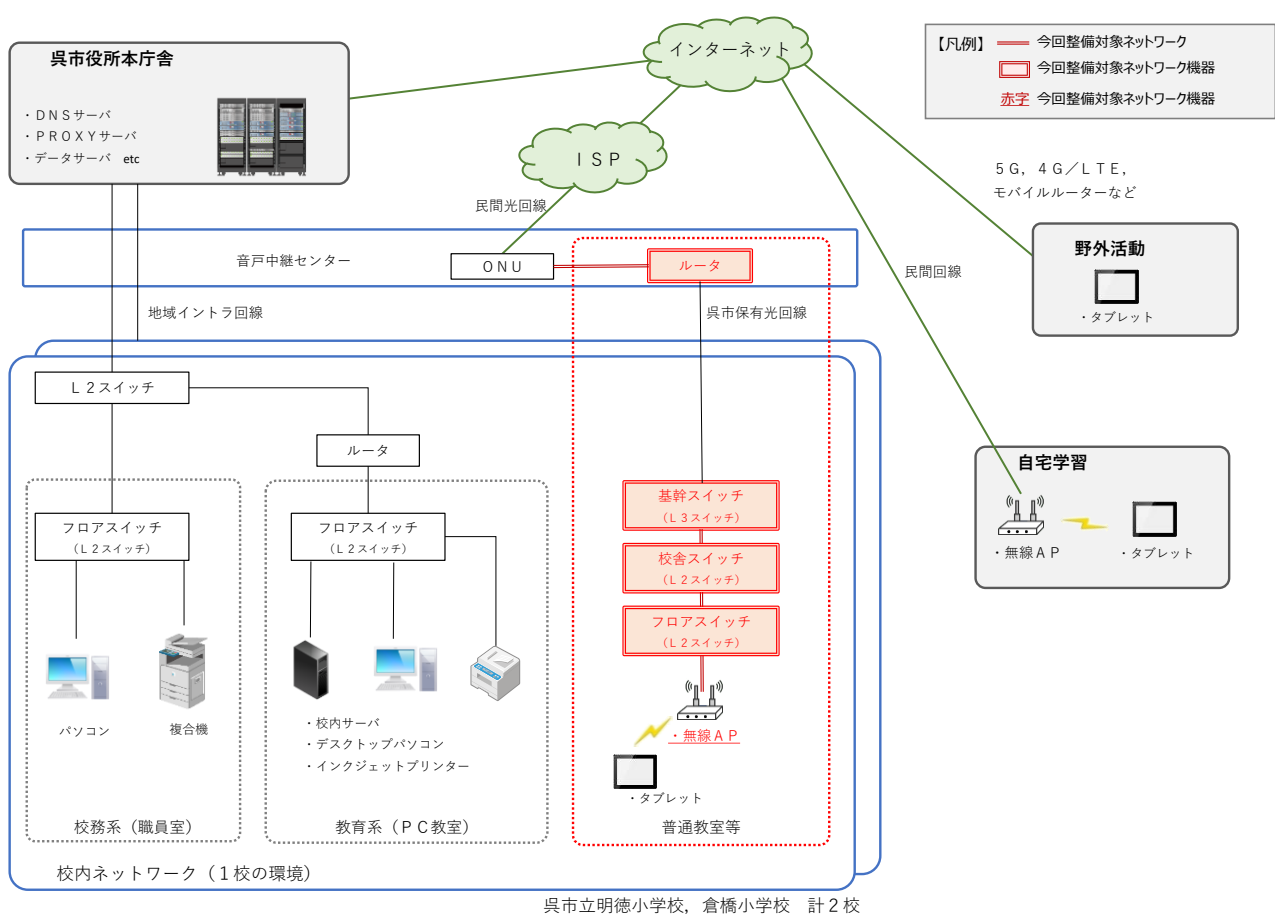 呉市役所本庁舎
・ＤＮＳサーバ
・ＰＲＯＸＹサーバ
・データサーバ　etc
インターネット
ＩＳＰ
民間光回線
【凡例】
今回整備対象ネットワーク
今回整備対象ネットワーク機器
赤字 今回整備対象ネットワーク機器
５Ｇ，４Ｇ／ＬＴＥ，
モバイルルーターなど
野外活動
・タブレット
民間回線
音戸中継センター
ＯＮＵ
ルータ
地域イントラ回線
呉市保有光回線
Ｌ２スイッチ
ルータ
フロアスイッチ
（Ｌ２スイッチ）
パソコン
複合機
校務系（職員室）
フロアスイッチ
（Ｌ２スイッチ）
・校内サーバ
・デスクトップパソコン
・インクジェットプリンター
教育系（ＰＣ教室）
基幹スイッチ
（Ｌ３スイッチ）
校舎スイッチ
（Ｌ２スイッチ）
フロアスイッチ
（Ｌ２スイッチ）
・無線ＡＰ
・タブレット
普通教室等
自宅学習
・無線ＡＰ
・タブレット
校内ネットワーク（１校の環境）
呉市立明徳小学校，倉橋小学校　計２校